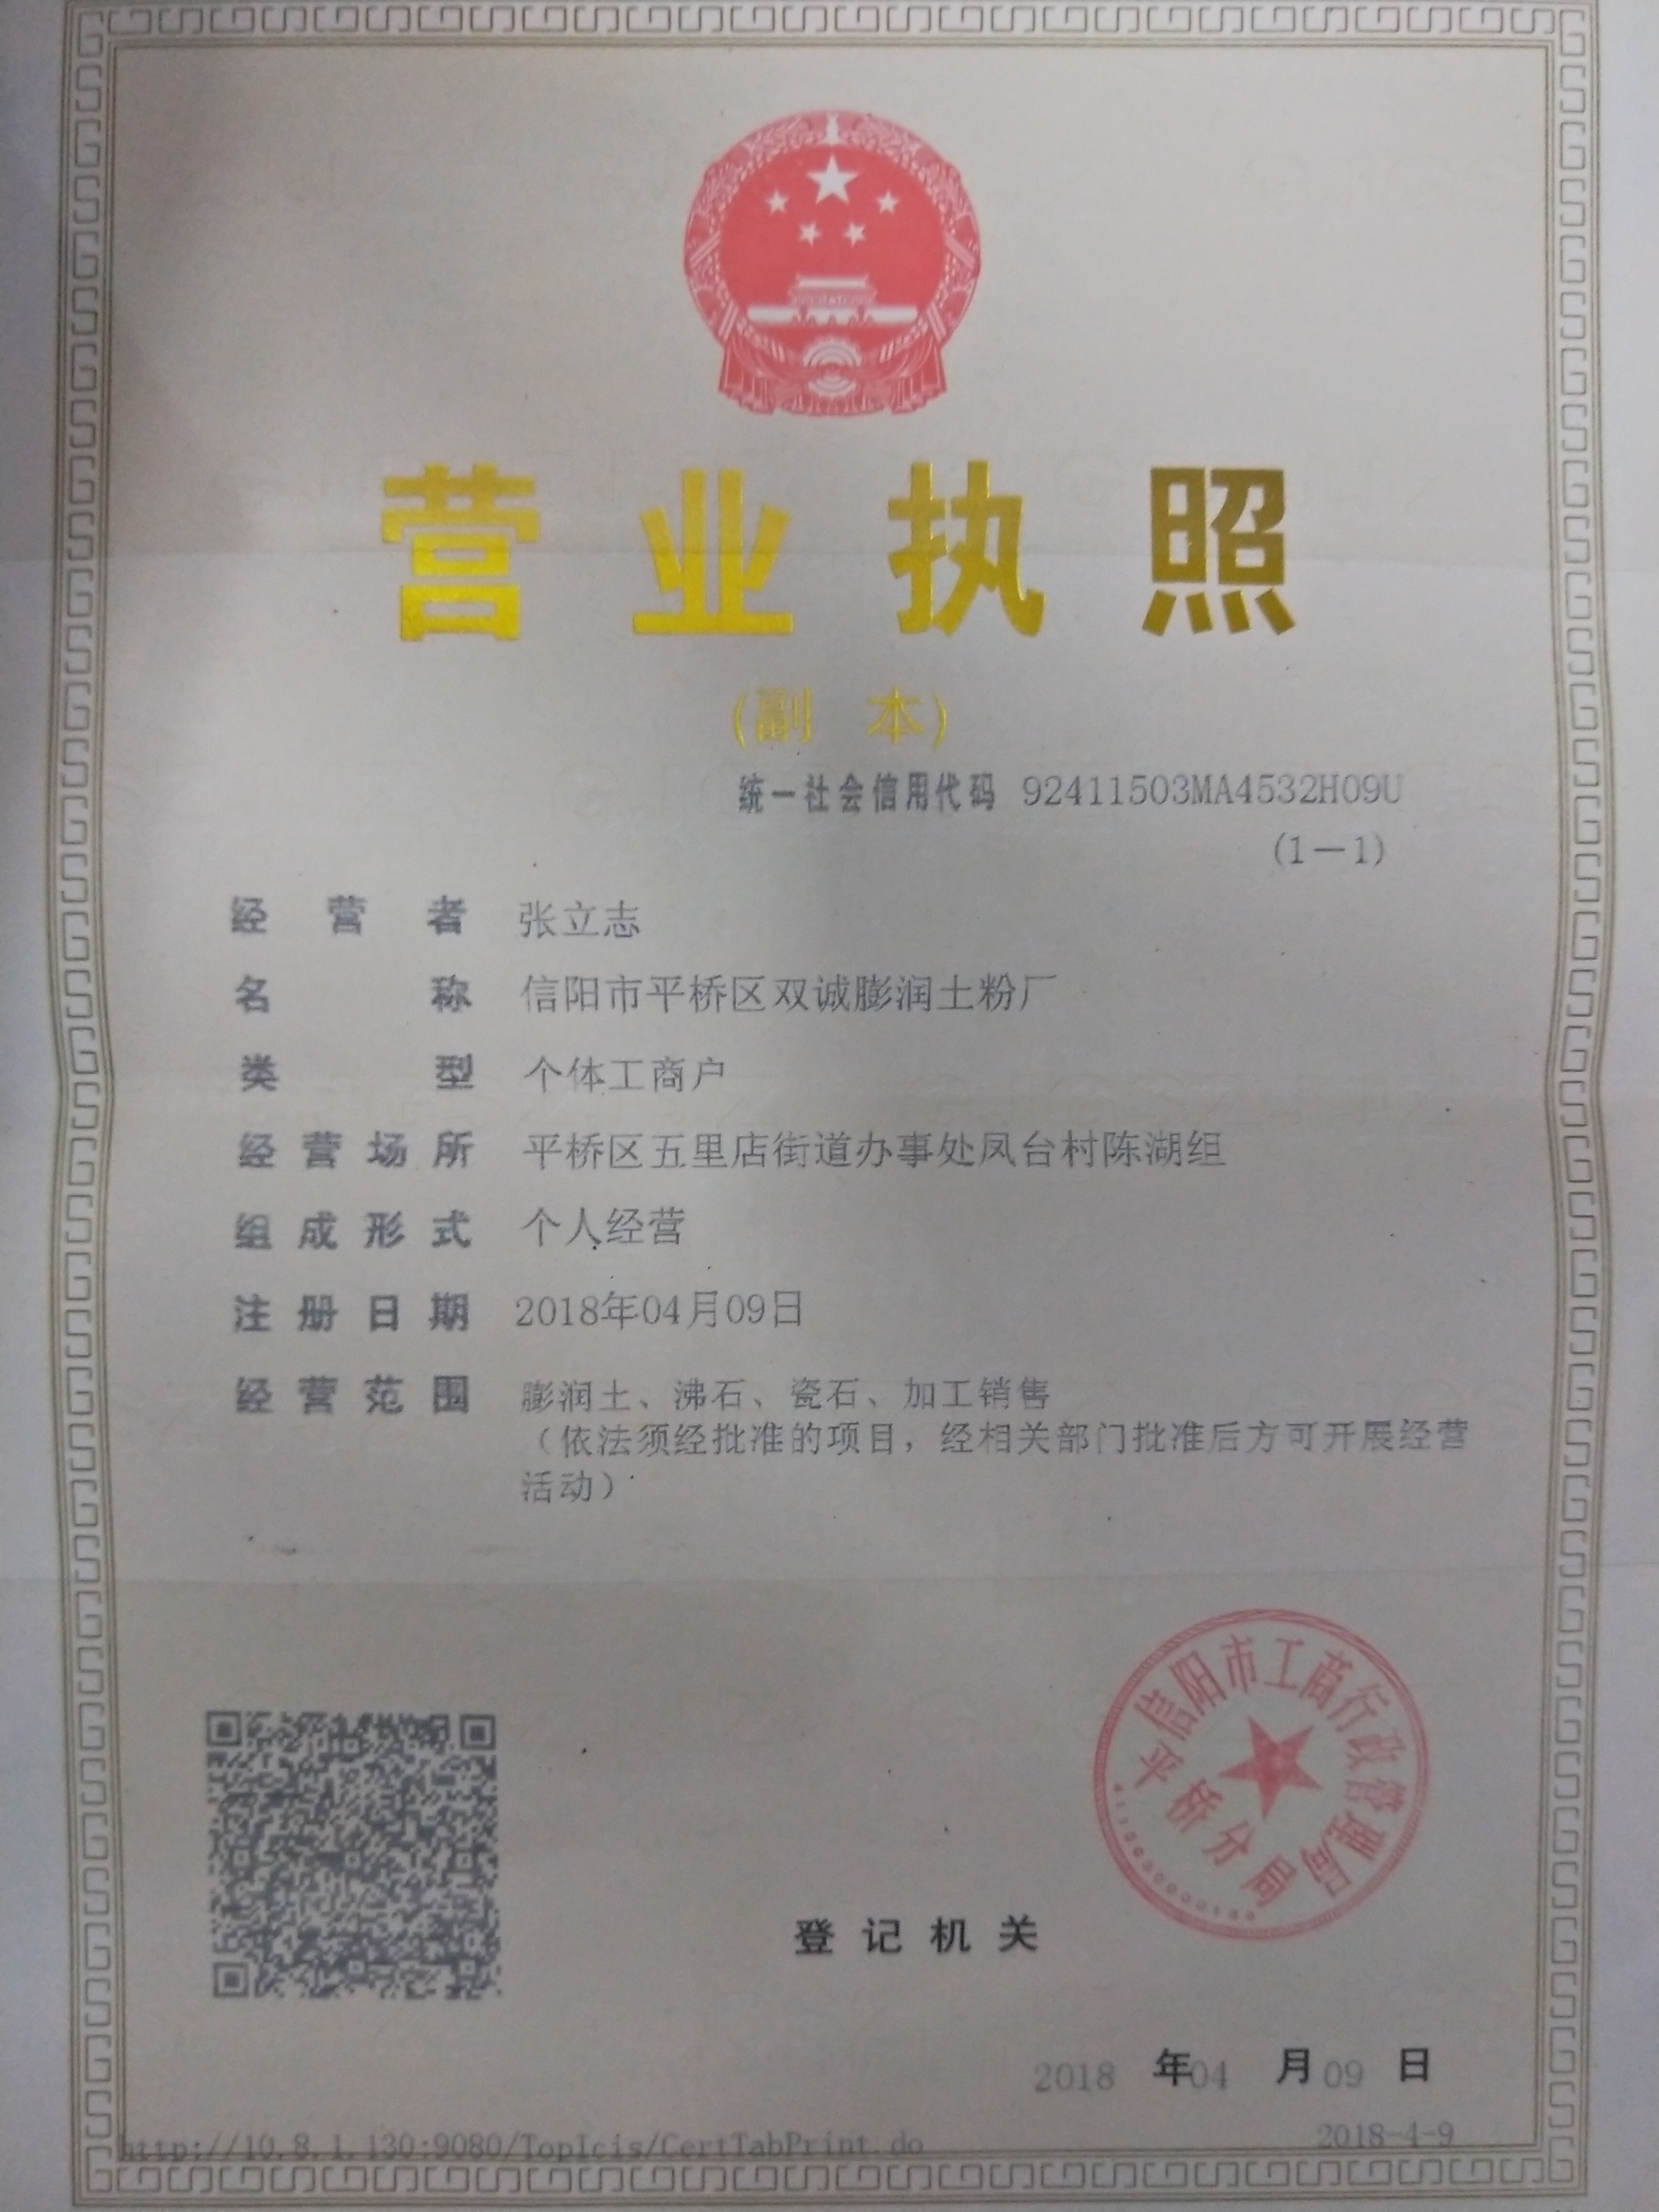 营业执照
(副 本)
统一社会信用代码 92411503MA4532H09U
(1-1)
经营者 张立志
名称 信阳市平桥区双诚膨润土粉厂
类型 个体工商户
经营场所 平桥区五里店街道办事处凤台村陈湖组
组成形式 个人经营
注册日期 2018年04月09日
经营范围 膨润土、沸石、瓷石、加工销售
（依法须经批准的项目，经相关部门批准后方可开展经营
活动）
信阳市工商行政管理局
平桥分局
登记机关
2018 年04 月09 日
http://10.8.1.130:9080/TopIcis/CertTabPrint.do
2018-4-9